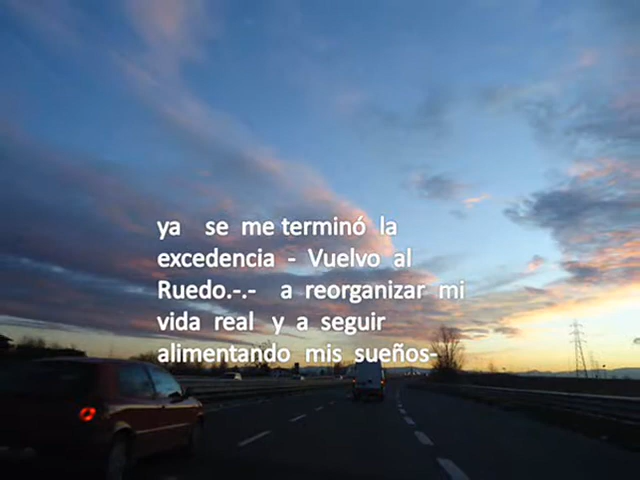 ya se me terminó la
excedencia - Vuelvo al
Ruedo.-.- a reorganizar mi
vida real y a seguir
alimentando mis sueños-